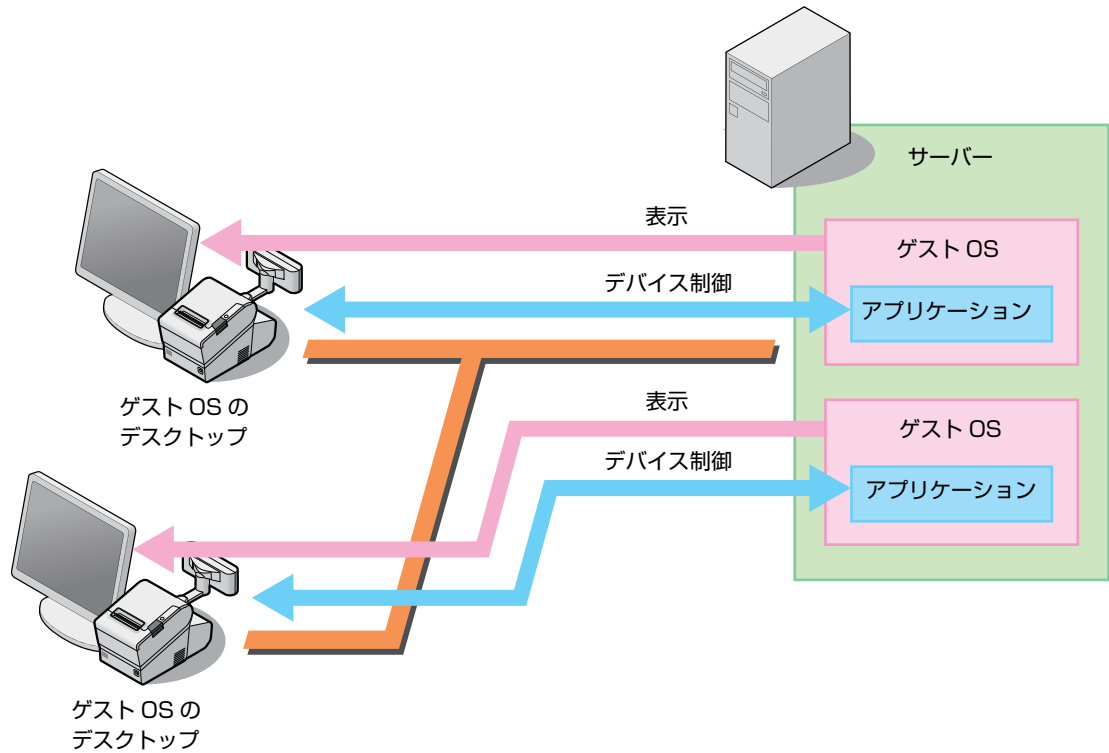 サーバー
表示
ゲスト OS
デバイス制御
アプリケーション
ゲスト OS の
デスクトップ
表示
ゲスト OS
デバイス制御
アプリケーション
ゲスト OS の
デスクトップ